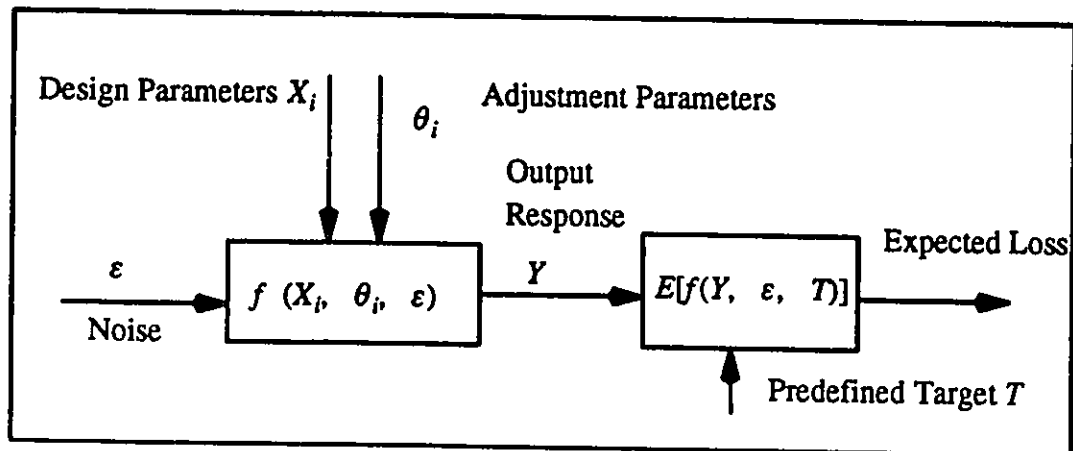 Design Parameters X_i
θ_i
Adjustment Parameters
Output
Response
ε
Noise
f (X_i, θ_i, ε)
Y
E[f(Y, ε, T)]
Expected Loss
Predefined Target T